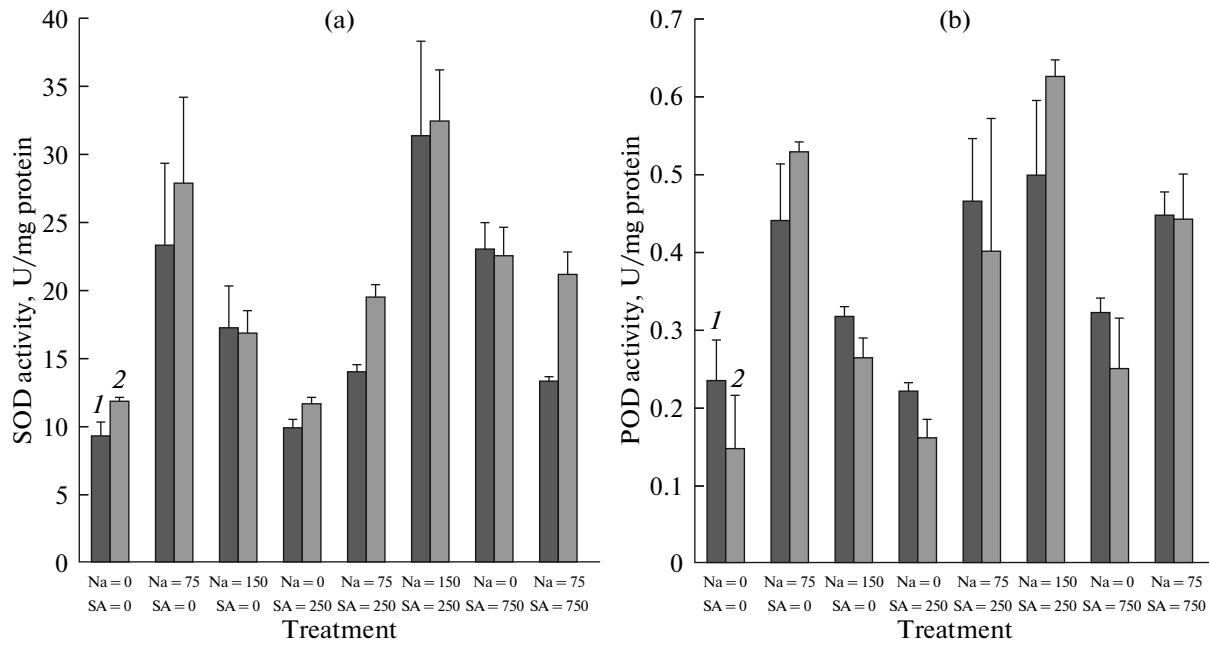 (a)
SOD activity, U/mg protein
40
35
30
25
20
15
10
5
0
1
2
Na = 0 Na = 75 Na = 150 Na = 0 Na = 75 Na = 150 Na = 0 Na = 75
SA = 0 SA = 0 SA = 0 SA = 250 SA = 250 SA = 250 SA = 750 SA = 750
Treatment
(b)
POD activity, U/mg protein
0.7
0.6
0.5
0.4
0.3
0.2
0.1
0
1
2
Na = 0 Na = 75 Na = 150 Na = 0 Na = 75 Na = 150 Na = 0 Na = 75
SA = 0 SA = 0 SA = 0 SA = 250 SA = 250 SA = 250 SA = 750 SA = 750
Treatment